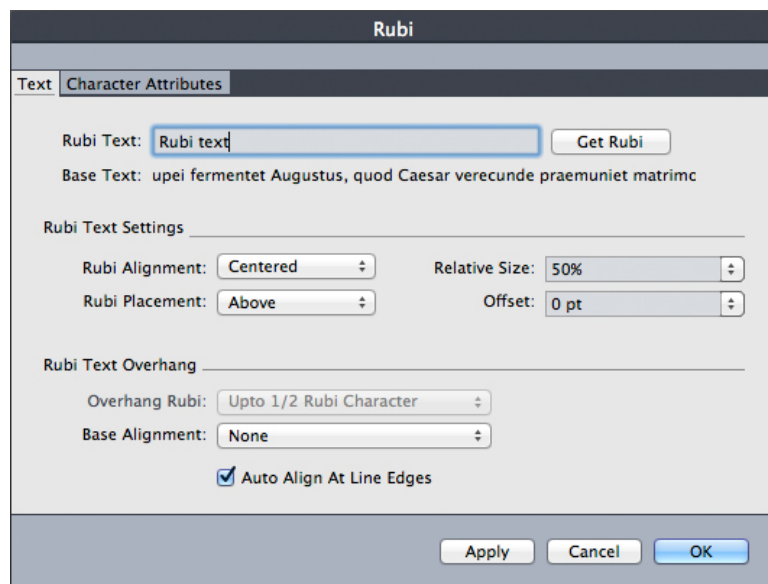 Rubi
Text Character Attributes
Rubi Text: Rubi text Get Rubi
Base Text: upei fermentet Augustus, quod Caesar verecunde praemuniet matrimc
Rubi Text Settings
Rubi Alignment: Centered Relative Size: 50%
Rubi Placement: Above Offset: 0 pt
Rubi Text Overhang
Overhang Rubi: Upto 1/2 Rubi Character
Base Alignment: None
Auto Align At Line Edges
Apply Cancel OK